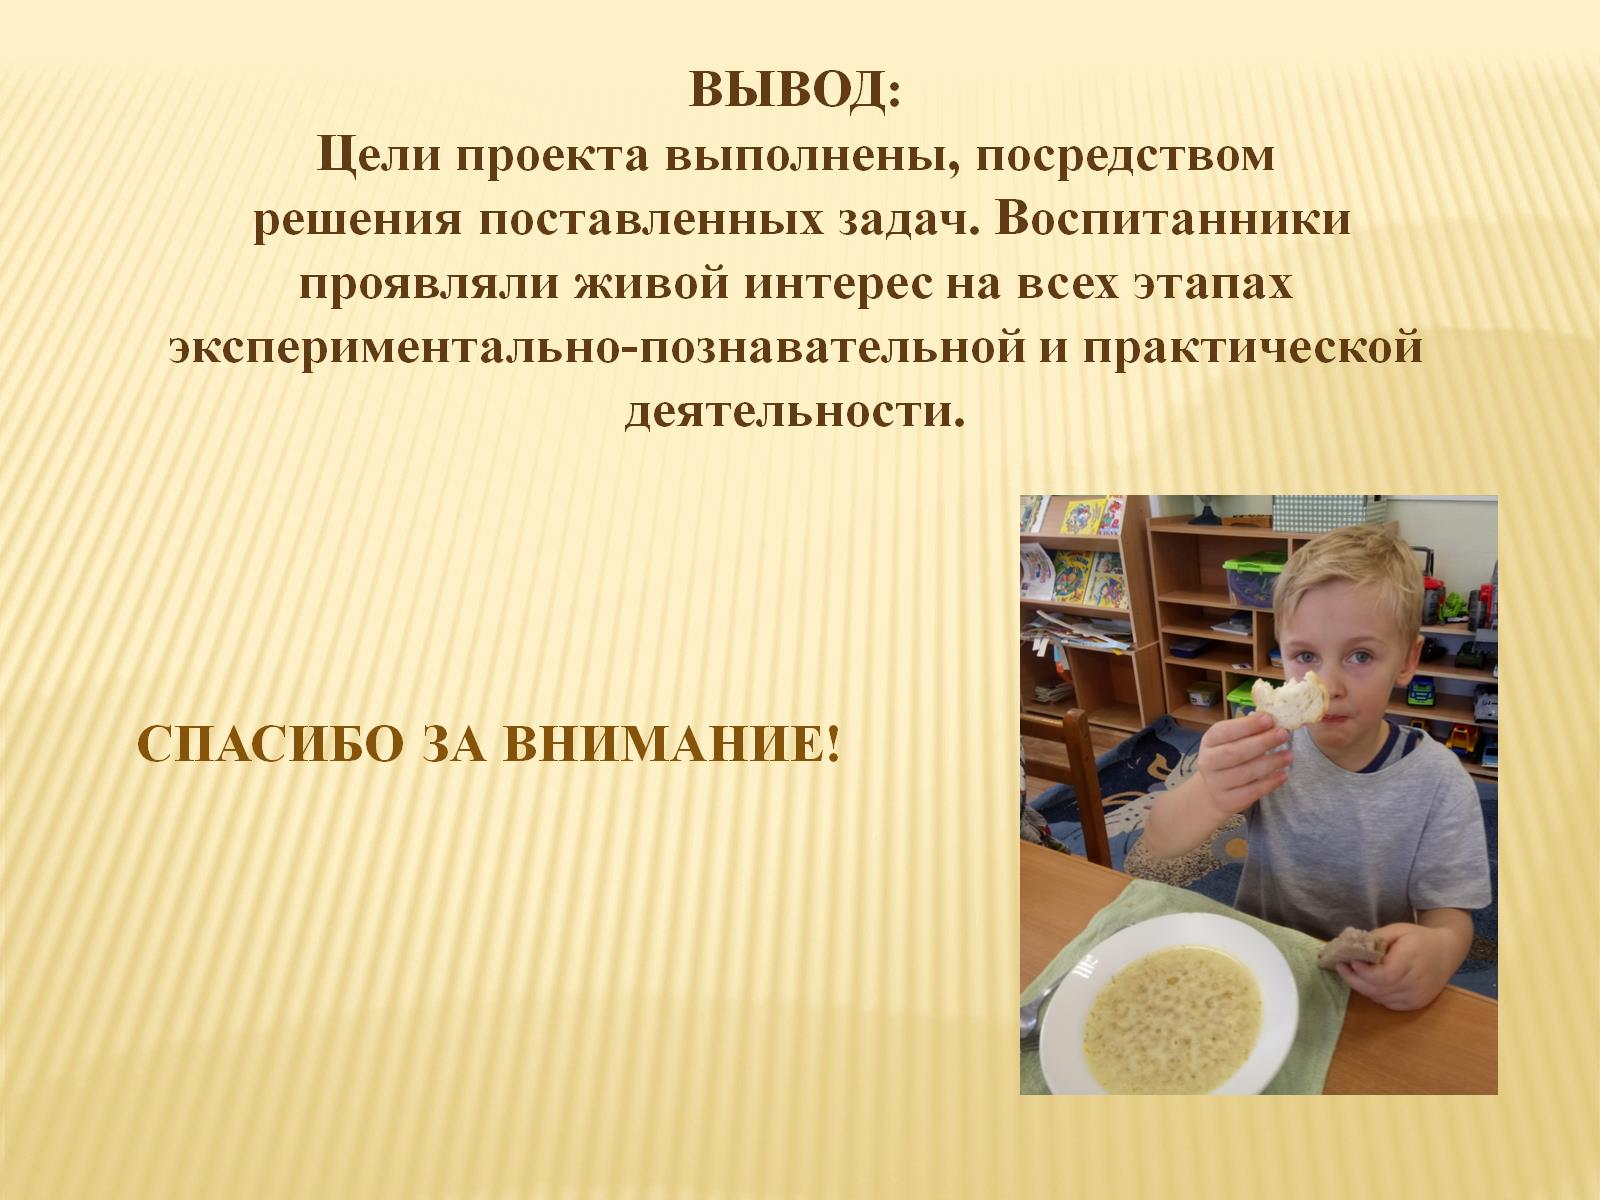 ВЫВОД:
Цели проекта выполнены, посредством
решения поставленных задач. Воспитанники
проявляли живой интерес на всех этапах
экспериментально-познавательной и практической
деятельности.
СПАСИБО ЗА ВНИМАНИЕ!